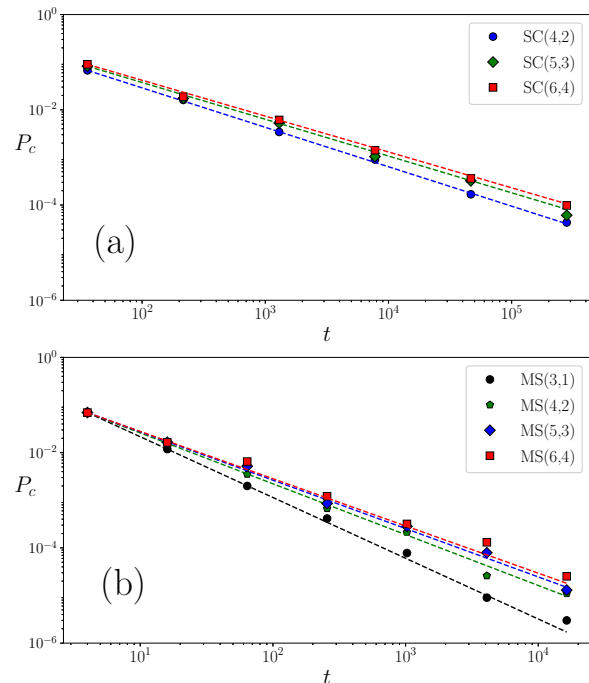 10^0
10^{-2}
10^{-4}
10^{-6}
P_c
(a)
SC(4,2)
SC(5,3)
SC(6,4)
10^2
10^3
10^4
10^5
t
10^0
10^{-2}
10^{-4}
10^{-6}
P_c
(b)
MS(3,1)
MS(4,2)
MS(5,3)
MS(6,4)
10^1
10^2
10^3
10^4
t